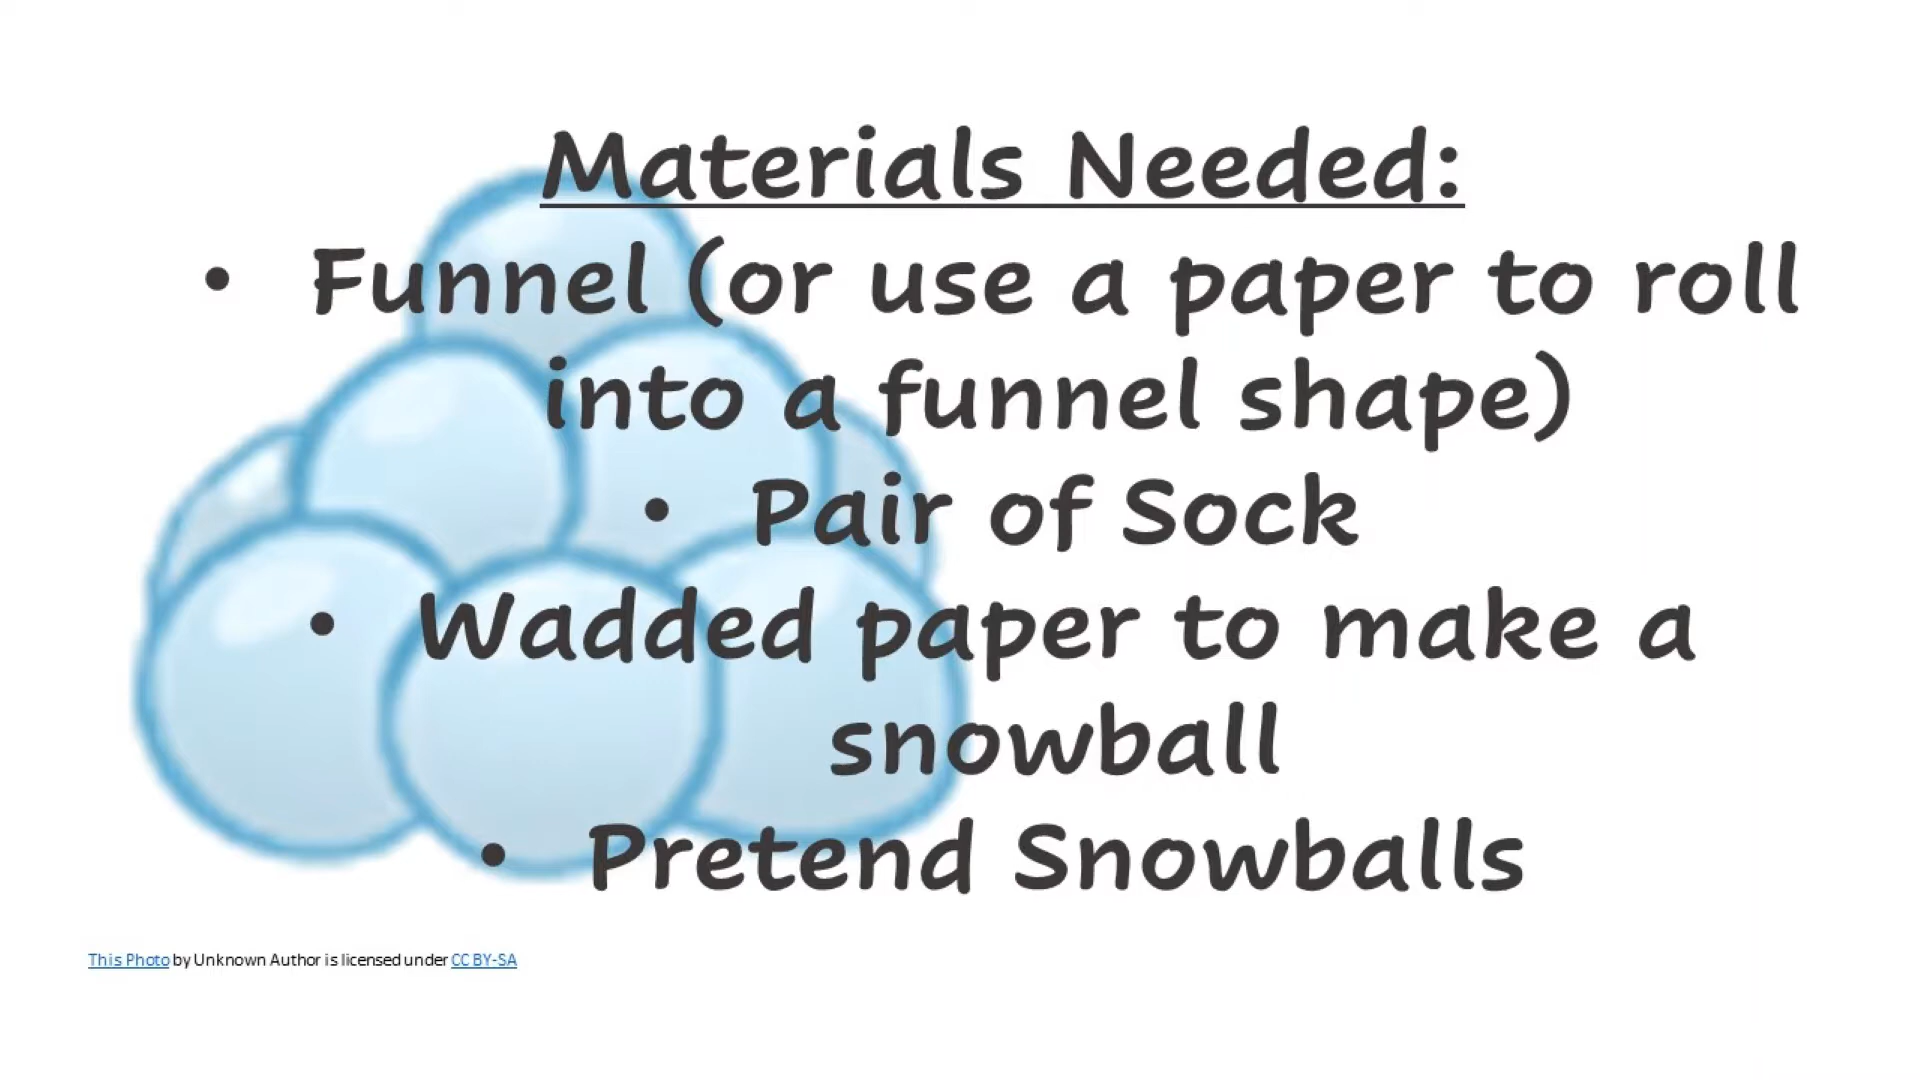 Materials Needed:
• Funnel (or use a paper to roll
into a funnel shape)
• Pair of Sock
• Wadded paper to make a
snowball
• Pretend Snowballs
This Photo by Unknown Author is licensed under CC BY-SA